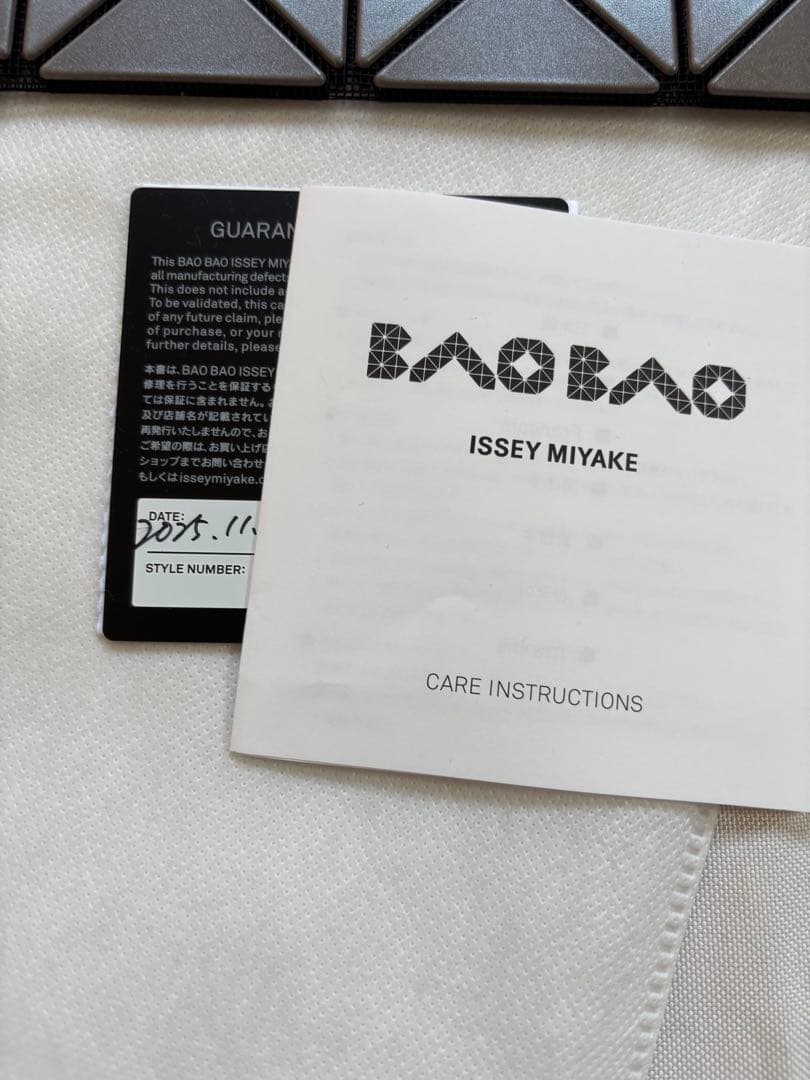 GUARAN
This BAO BAO ISSEY MIY
all manufacturing defect
This does not include a
To be validated, this ca
of any future claim, ple
of purchase, or your
further details, please
本書は、BAO BAO ISSEY
修理を行うことを保証する
ては保証に含まれません。
及び店舗名が記載されてい
再発行いたしませんので、お
ご希望の際は、お買い上げ店
ショップまでお問い合わせ
もしくはisseymiyake.c
DATE:
2025.11.
STYLE NUMBER:
BAO BAO
ISSEY MIYAKE
CARE INSTRUCTIONS